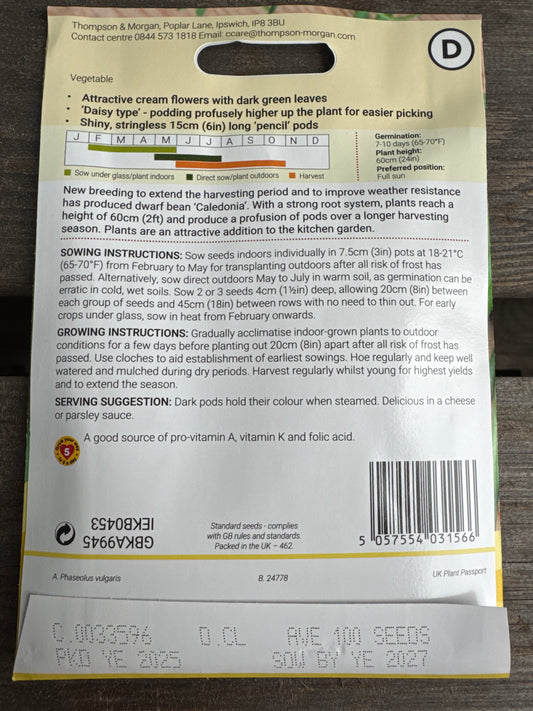 Thompson & Morgan, Poplar Lane, Ipswich, IP8 3BU
Contact centre 0844 573 1818 Email: ccare@thompson-morgan.com
D
Vegetable
• Attractive cream flowers with dark green leaves
• 'Daisy type' - podding profusely higher up the plant for easier picking
• Shiny, stringless 15cm (6in) long 'pencil' pods
J F M A M J J A S O N D
Sow under glass/plant indoors Direct sow/plant outdoors Harvest
Germination:
7-10 days (65-70°F)
Plant height:
60cm (24in)
Preferred position:
Full sun
New breeding to extend the harvesting period and to improve weather resistance
has produced dwarf bean 'Caledonia'. With a strong root system, plants reach a
height of 60cm (2ft) and produce a profusion of pods over a longer harvesting
season. Plants are an attractive addition to the kitchen garden.
SOWING INSTRUCTIONS: Sow seeds indoors individually in 7.5cm (3in) pots at 18-21°C
(65-70°F) from February to May for transplanting outdoors after all risk of frost has
passed. Alternatively, sow direct outdoors May to July in warm soil, as germination can be
erratic in cold, wet soils. Sow 2 or 3 seeds 4cm (1½in) deep, allowing 20cm (8in) between
each group of seeds and 45cm (18in) between rows with no need to thin out. For early
crops under glass, sow in heat from February onwards.
GROWING INSTRUCTIONS: Gradually acclimatise indoor-grown plants to outdoor
conditions for a few days before planting out 20cm (8in) apart after all risk of frost has
passed. Use cloches to aid establishment of earliest sowings. Hoe regularly and keep well
watered and mulched during dry periods. Harvest regularly whilst young for highest yields
and to extend the season.
SERVING SUGGESTION: Dark pods hold their colour when steamed. Delicious in a cheese
or parsley sauce.
5
A good source of pro-vitamin A, vitamin K and folic acid.
GBKA9945
IEKB0453
Standard seeds - complies
with GB rules and standards.
Packed in the UK – 462.
5 057554 031566
A. Phaseolus vulgaris B. 24778 UK Plant Passport
C.0033596 D.CL AVE 100 SEEDS
PKD YE 2025 SOW BY YE 2027